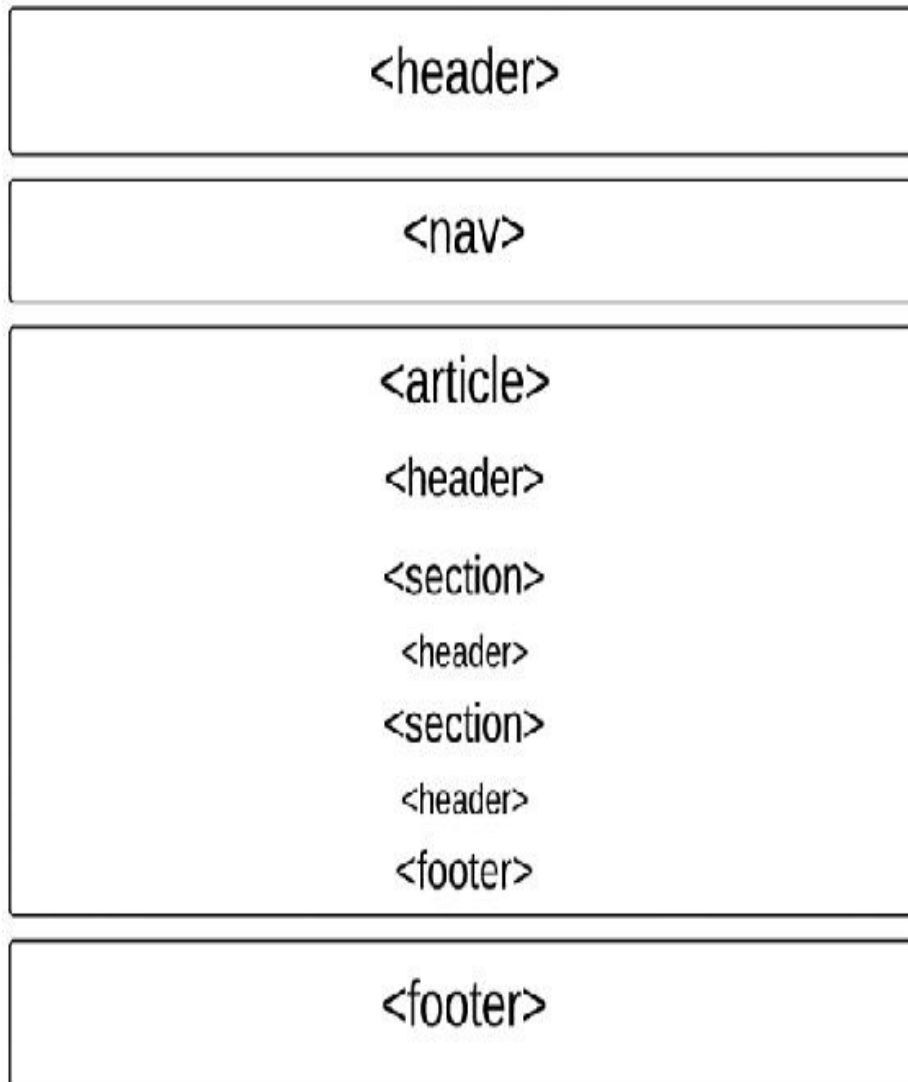 <header>
<nav>
<article>
<header>
<section>
<header>
<section>
<header>
<footer>
<footer>